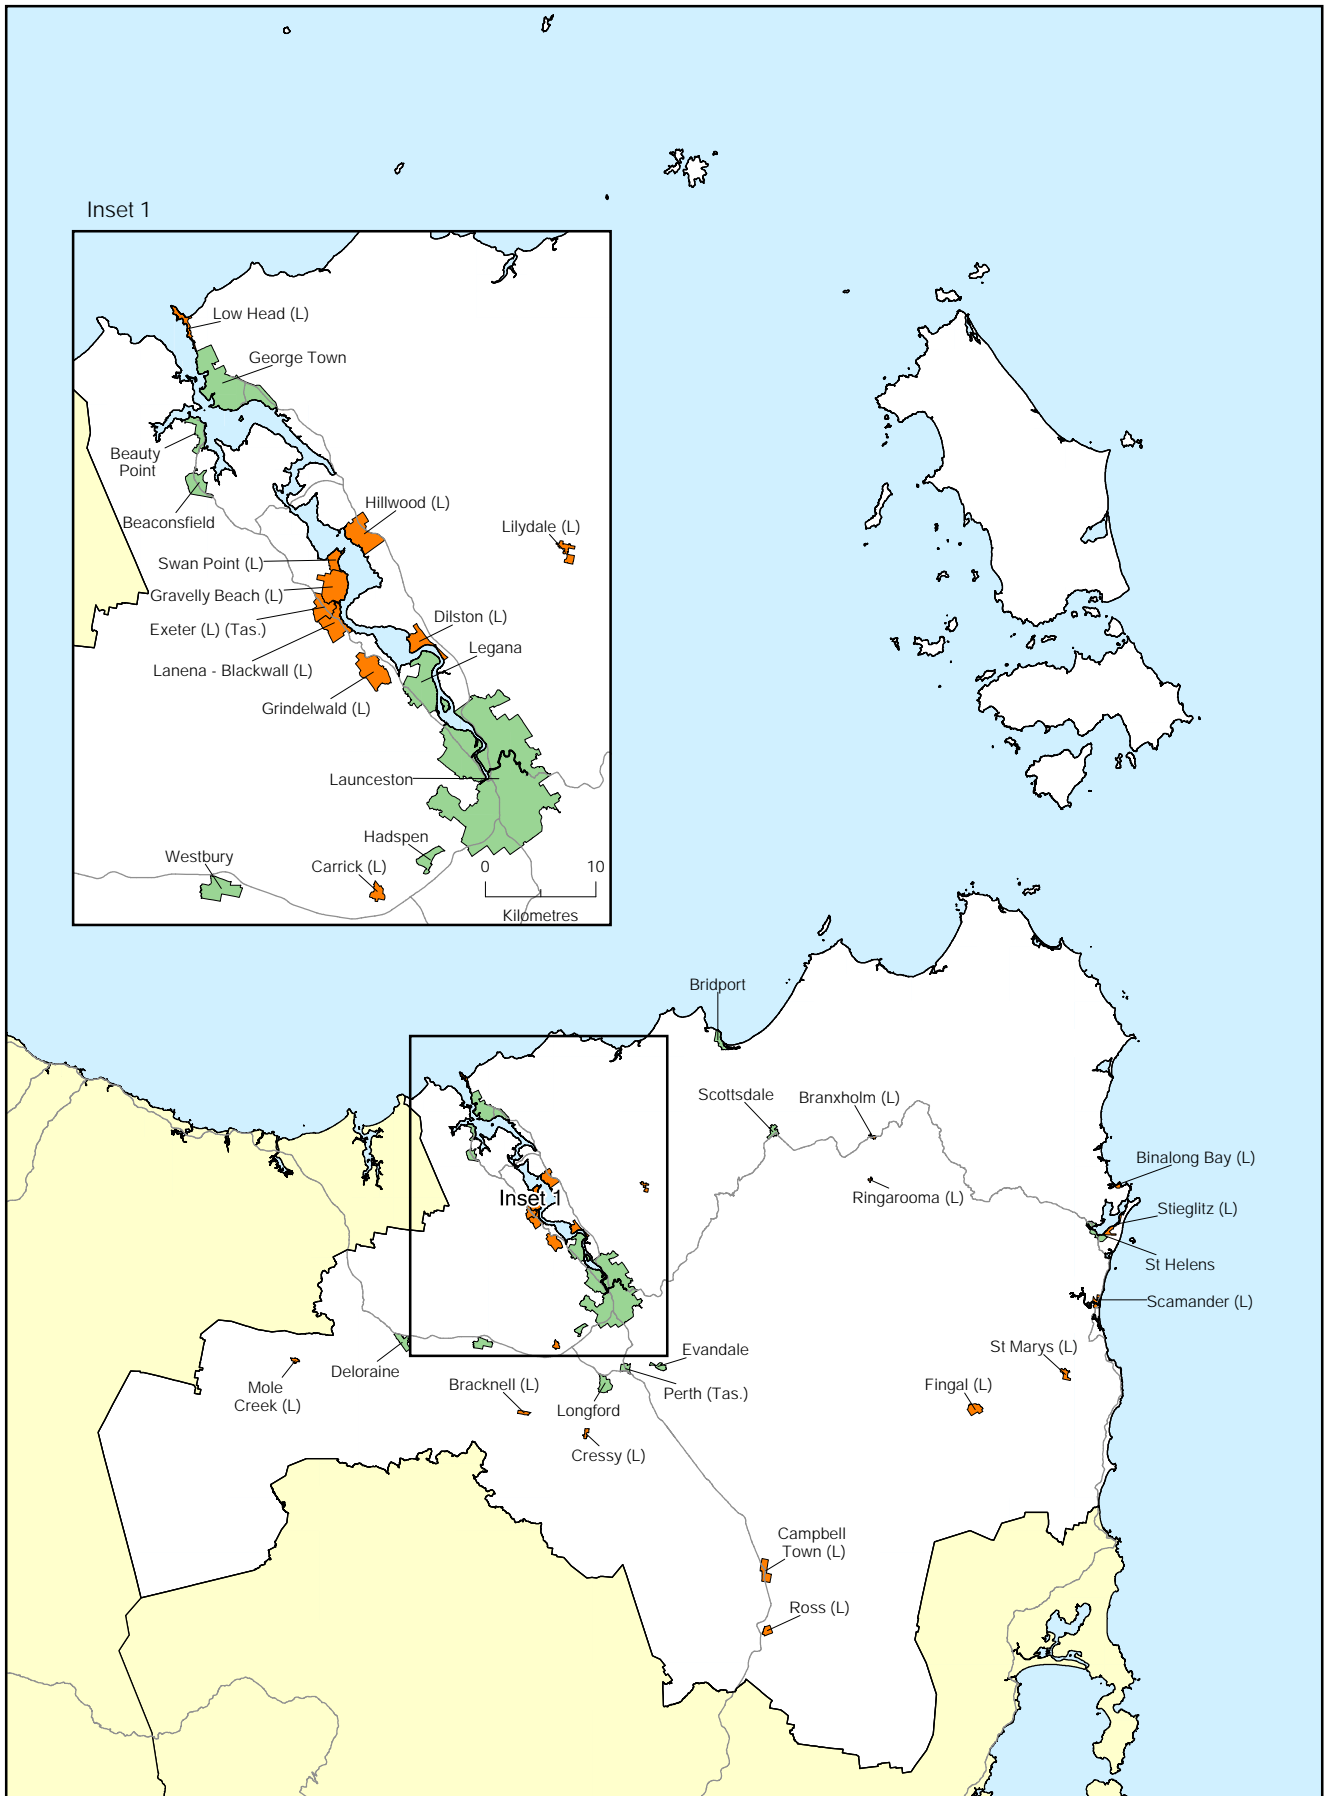 Inset 1
Low Head (L)
George Town
Beauty
Point
Beaconsfield
Hillwood (L)
Lilydale (L)
Swan Point (L)
Gravelly Beach (L)
Exeter (L) (Tas.)
Dilston (L)
Legana
Lanena - Blackwall (L)
Grindelwald (L)
Launceston
Hadspen
Westbury
Carrick (L)
0 10
Kilometres
Bridport
Scottsdale
Branxholm (L)
Binalong Bay (L)
Ringarooma (L)
Inset 1
Stieglitz (L)
St Helens
Scamander (L)
St Marys (L)
Evandale
Deloraine
Mole
Creek (L)
Bracknell (L)
Perth (Tas.)
Fingal (L)
Longford
Cressy (L)
Campbell
Town (L)
Ross (L)